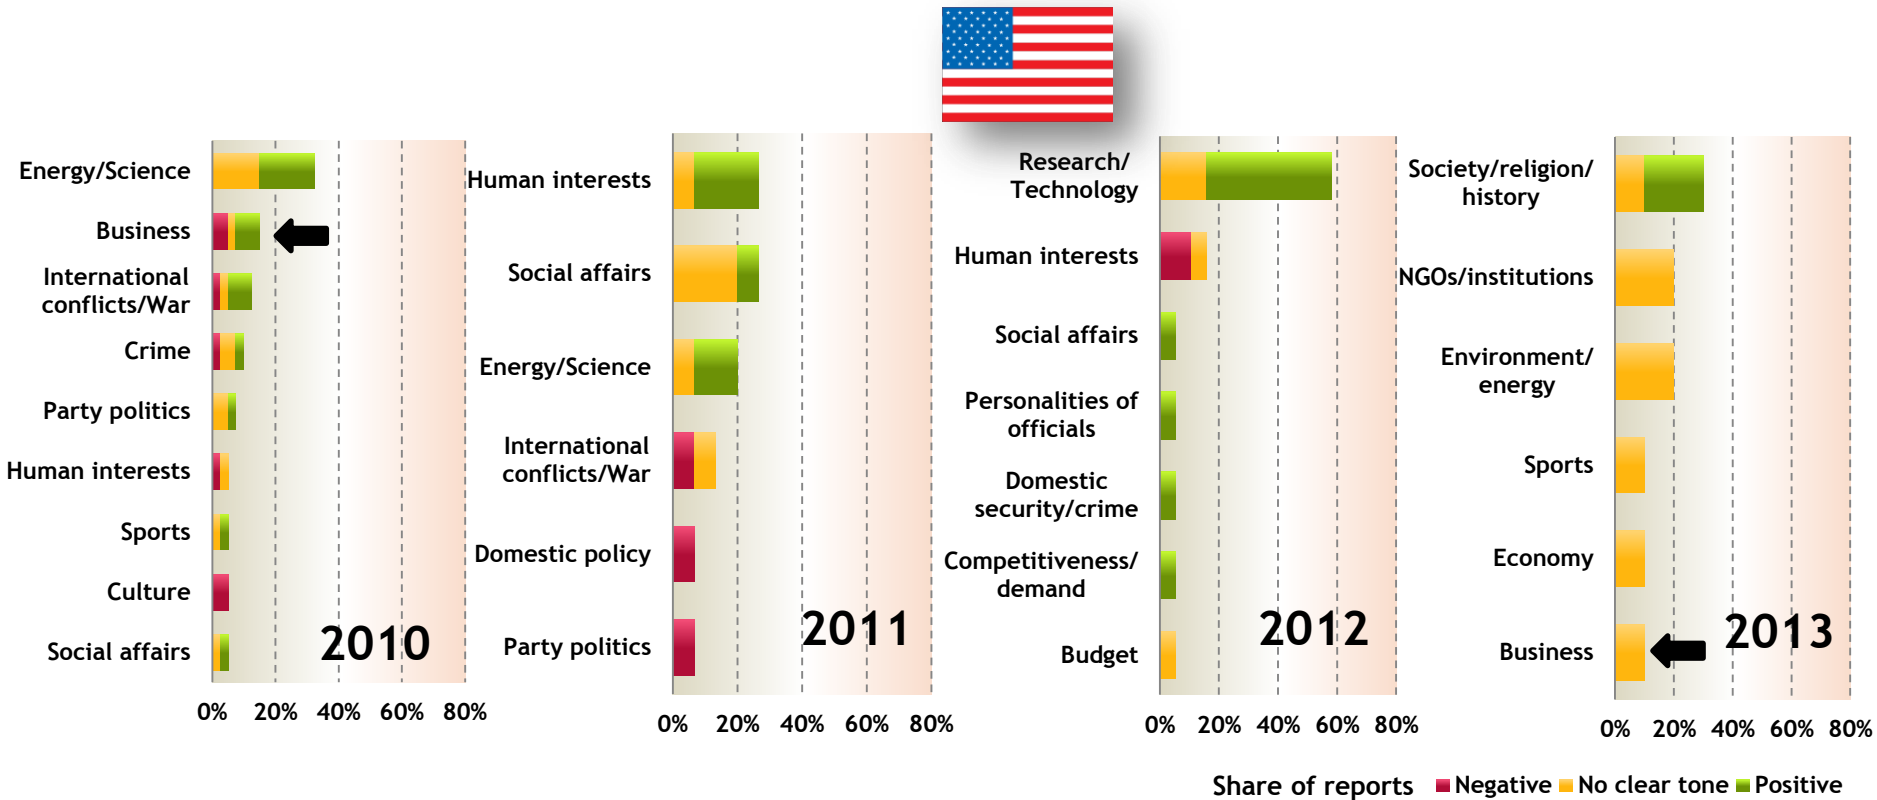 Energy/Science
Business
International
conflicts/War
Crime
Party politics
Human interests
Sports
Culture
Social affairs
2010
0% 20% 40% 60% 80%
Human interests
Social affairs
Energy/Science
International
conflicts/War
Domestic policy
Party politics
2011
0% 20% 40% 60% 80%
Research/
Technology
Human interests
Social affairs
Personalities of
officials
Domestic
security/crime
Competitiveness/
demand
Budget
2012
0% 20% 40% 60% 80%
Society/religion/
history
NGOs/institutions
Environment/
energy
Sports
Economy
Business
2013
0% 20% 40% 60% 80%
Share of reports Negative No clear tone Positive